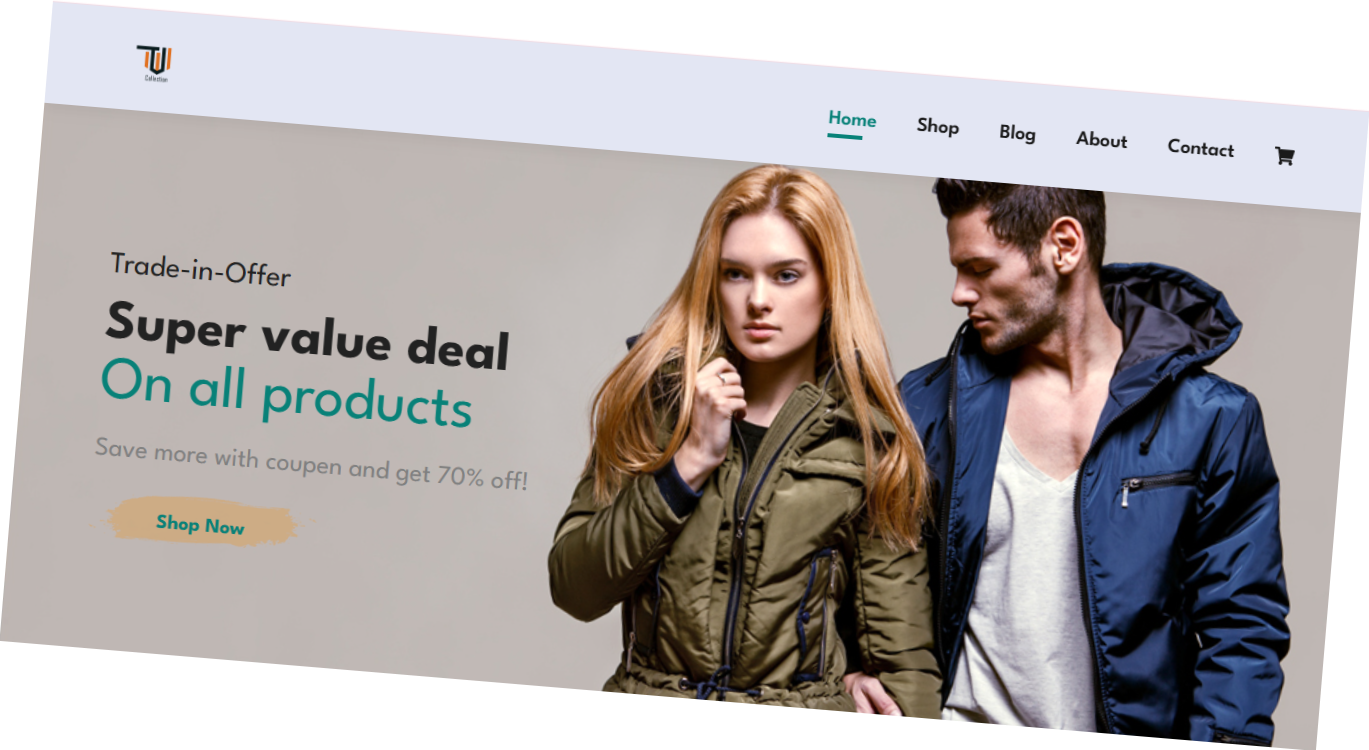 Collection
Home Shop Blog About Contact
Trade-in-Offer
Super value deal
On all products
Save more with coupen and get 70% off!
Shop Now